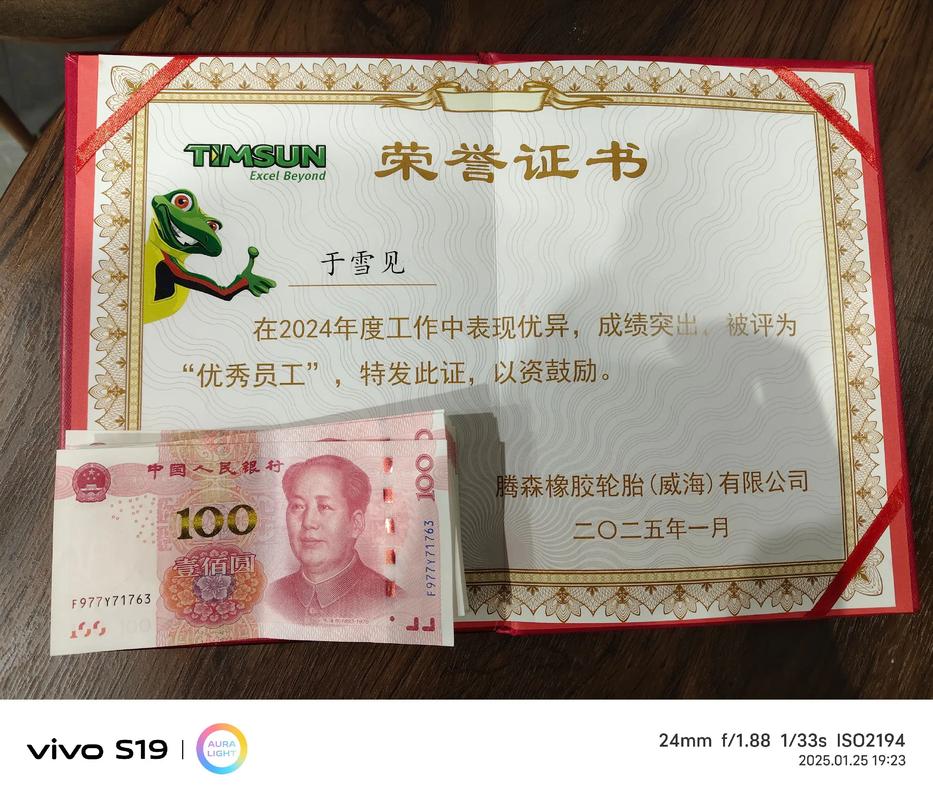 TIMSUN
Excel Beyond
荣誉证书
于雪见
在2024年度工作中表现优异，成绩突出、被评为
“优秀员工”，特发此证，以资鼓励。
腾森橡胶轮胎(威海)有限公司
二〇二五年一月
中国人民银行
100
壹佰圆
F977Y71763
100
100
F977Y71763
vivo S19
AURA
LIGHT
24mm f/1.88 1/33s ISO2194
2025.01.25 19:23